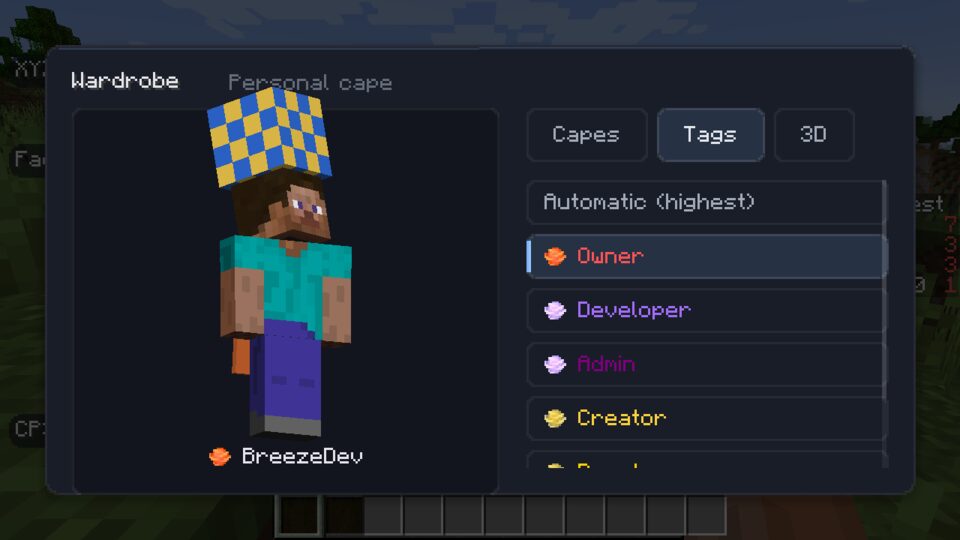 Wardrobe
Personal cape
Capes
Tags
3D
Automatic (highest)
Owner
Developer
Admin
Creator
BreezeDev